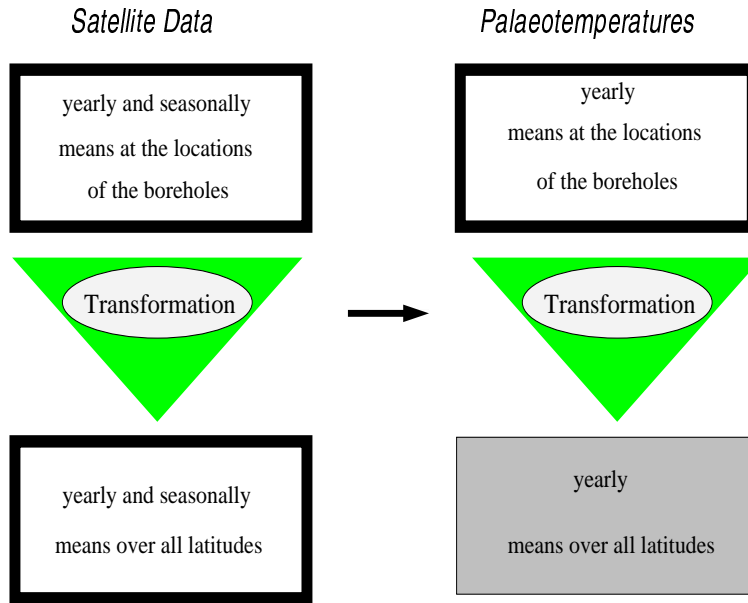 Satellite Data
yearly and seasonally
means at the locations
of the boreholes
Transformation
yearly and seasonally
means over all latitudes
Palaeotemperatures
yearly
means at the locations
of the boreholes
Transformation
yearly
means over all latitudes